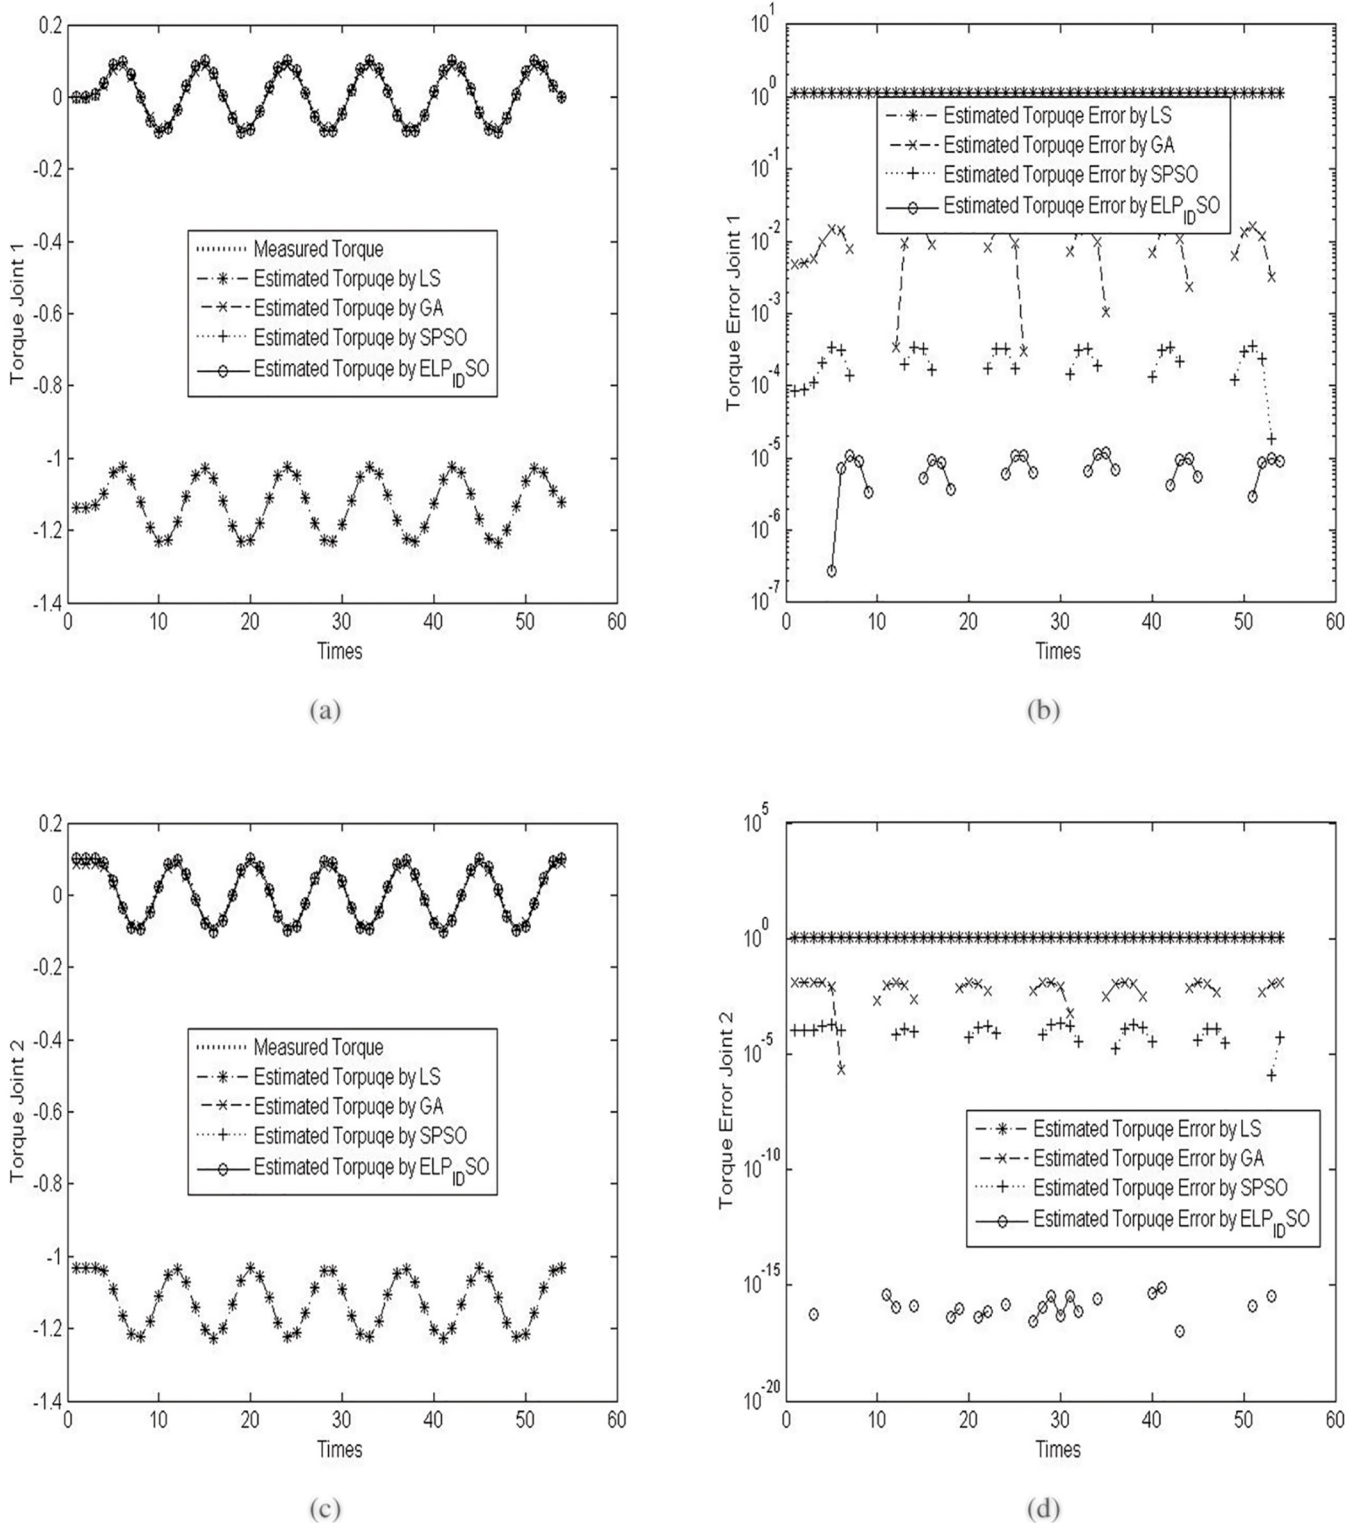 0.2
0
-0.2
-0.4
-0.6
-0.8
-1
-1.2
-1.4
0 10 20 30 40 50 60
Times
Torque Joint 1
Measured Torque
Estimated Torpuqe by LS
Estimated Torpuqe by GA
Estimated Torpuqe by SPSO
Estimated Torpuqe by ELP_ID SO
(a)
10^1
10^0
10^-1
10^-2
10^-3
10^-4
10^-5
10^-6
10^-7
0 10 20 30 40 50 60
Times
Torque Error Joint 1
Estimated Torpuqe Error by LS
Estimated Torpuqe Error by GA
Estimated Torpuqe Error by SPSO
Estimated Torpuqe Error by ELP_ID SO
(b)
0.2
0
-0.2
-0.4
-0.6
-0.8
-1
-1.2
-1.4
0 10 20 30 40 50 60
Times
Torque Joint 2
Measured Torque
Estimated Torpuqe by LS
Estimated Torpuqe by GA
Estimated Torpuqe by SPSO
Estimated Torpuqe by ELP_ID SO
(c)
10^5
10^0
10^-5
10^-10
10^-15
10^-20
0 10 20 30 40 50 60
Times
Torque Error Joint 2
Estimated Torpuqe Error by LS
Estimated Torpuqe Error by GA
Estimated Torpuqe Error by SPSO
Estimated Torpuqe Error by ELP_ID SO
(d)